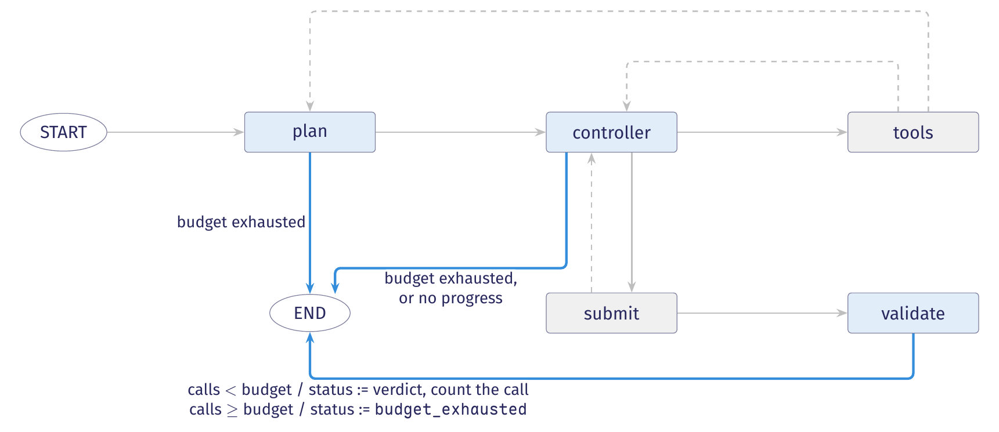 START
plan
controller
tools
budget exhausted
budget exhausted,
or no progress
END
submit
validate
calls < budget / status := verdict, count the call
calls ≥ budget / status := budget_exhausted